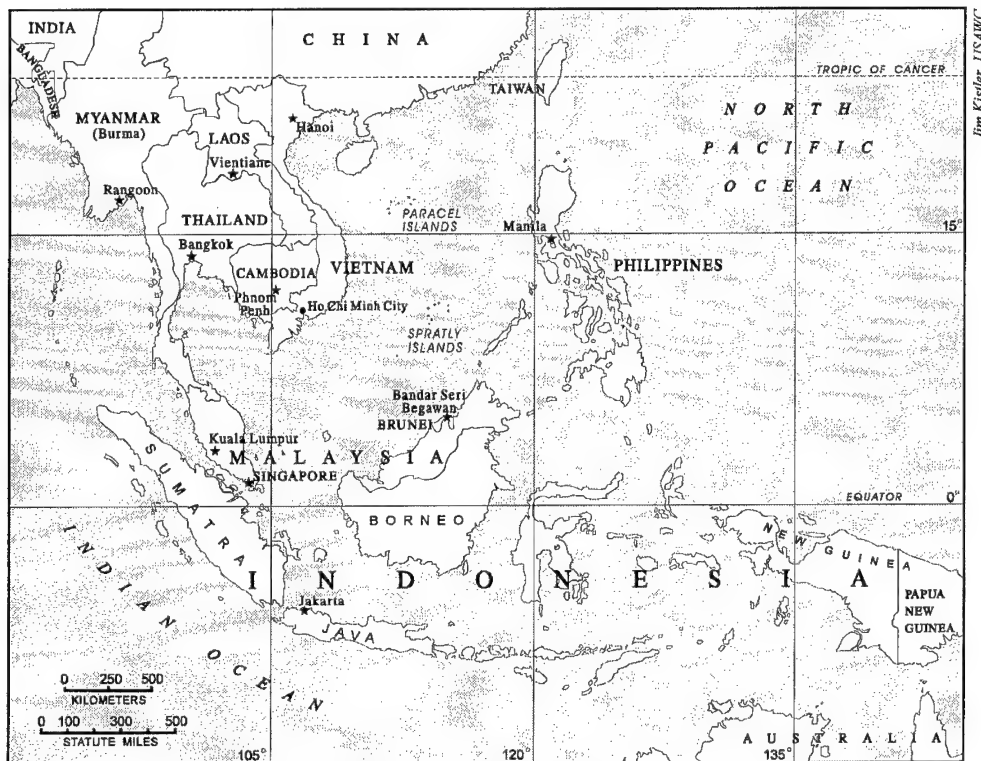 INDIA
CHINA
BANGLADESH
TAIWAN
TROPIC OF CANCER
MYANMAR
(Burma)
Hanoi
LAOS
Vientiane
NORTH
PACIFIC
OCEAN
Rangoon
THAILAND
PARACEL
ISLANDS
Manila
15°
Bangkok
CAMBODIA
VIETNAM
PHILIPPINES
Phnom
Penh
Ho Chi Minh City
SPRATLY
ISLANDS
Bandar Seri
Begawan
BRUNEI
Kuala Lumpur
MALAYSIA
SINGAPORE
SUMATRA
EQUATOR
0°
BORNEO
NEW GUINEA
INDIAN OCEAN
INDONESIA
Jakarta
JAVA
PAPUA
NEW
GUINEA
0 250 500
KILOMETERS
0 100 300 500
STATUTE MILES
105°
120°
135°
AUSTRALIA
Jim Kistler, USAWC